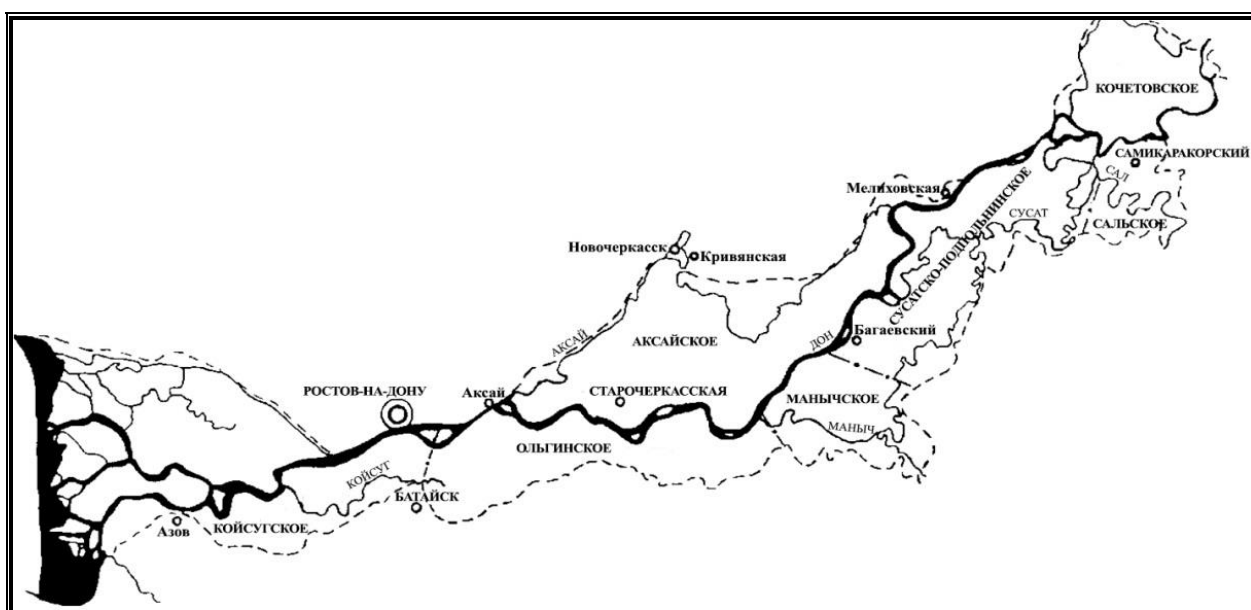 КОЧЕТОВСКОЕ
САМИКАРАКОРСКИЙ
САЛ
Мелиховская
СУСАТ
САЛЬСКОЕ
СУСАТСКО-ПОДПОЛЬНИНСКОЕ
Новочеркасск
Кривянская
АКСАЙ
АКСАЙСКОЕ
ДОН
Багаевский
РОСТОВ-НА-ДОНУ
Аксай
СТАРОЧЕРКАССКАЯ
МАНЫЧСКОЕ
МАНЫЧ
ОЛЬГИНСКОЕ
КОЙСУГ
БАТАЙСК
Азов
КОЙСУГСКОЕ